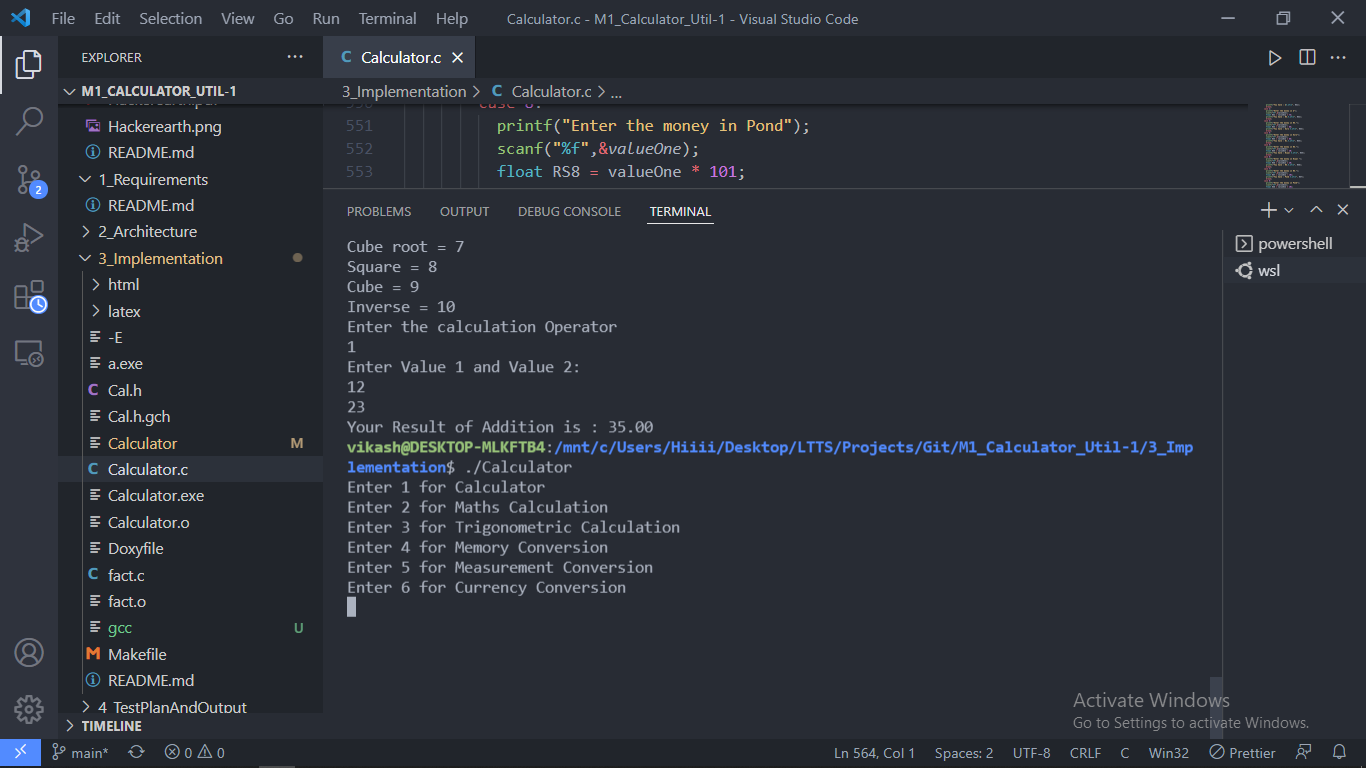 File Edit Selection View Go Run Terminal Help Calculator.c - M1_Calculator_Util-1 - Visual Studio Code
EXPLORER
M1_CALCULATOR_UTIL-1
Hackerearth.png
README.md
1_Requirements
README.md
2_Architecture
3_Implementation
html
latex
-E
a.exe
Cal.h
Cal.h.gch
Calculator M
Calculator.c
Calculator.exe
Calculator.o
Doxyfile
fact.c
fact.o
gcc U
Makefile
README.md
4_TestPlanAndOutput
TIMELINE
2
Calculator.c
3_Implementation > Calculator.c > ...
551 printf("Enter the money in Pond");
552 scanf("%f",&valueOne);
553 float RS8 = valueOne * 101;
PROBLEMS OUTPUT DEBUG CONSOLE TERMINAL
Cube root = 7
Square = 8
Cube = 9
Inverse = 10
Enter the calculation Operator
1
Enter Value 1 and Value 2:
12
23
Your Result of Addition is : 35.00
vikash@DESKTOP-MLKFTB4:/mnt/c/Users/Hiiii/Desktop/LTTS/Projects/Git/M1_Calculator_Util-1/3_Imp
lementation$ ./Calculator
Enter 1 for Calculator
Enter 2 for Maths Calculation
Enter 3 for Trigonometric Calculation
Enter 4 for Memory Conversion
Enter 5 for Measurement Conversion
Enter 6 for Currency Conversion
powershell
wsl
Activate Windows
Go to Settings to activate Windows.
main* 0 0 Ln 564, Col 1 Spaces: 2 UTF-8 CRLF C Win32 Prettier